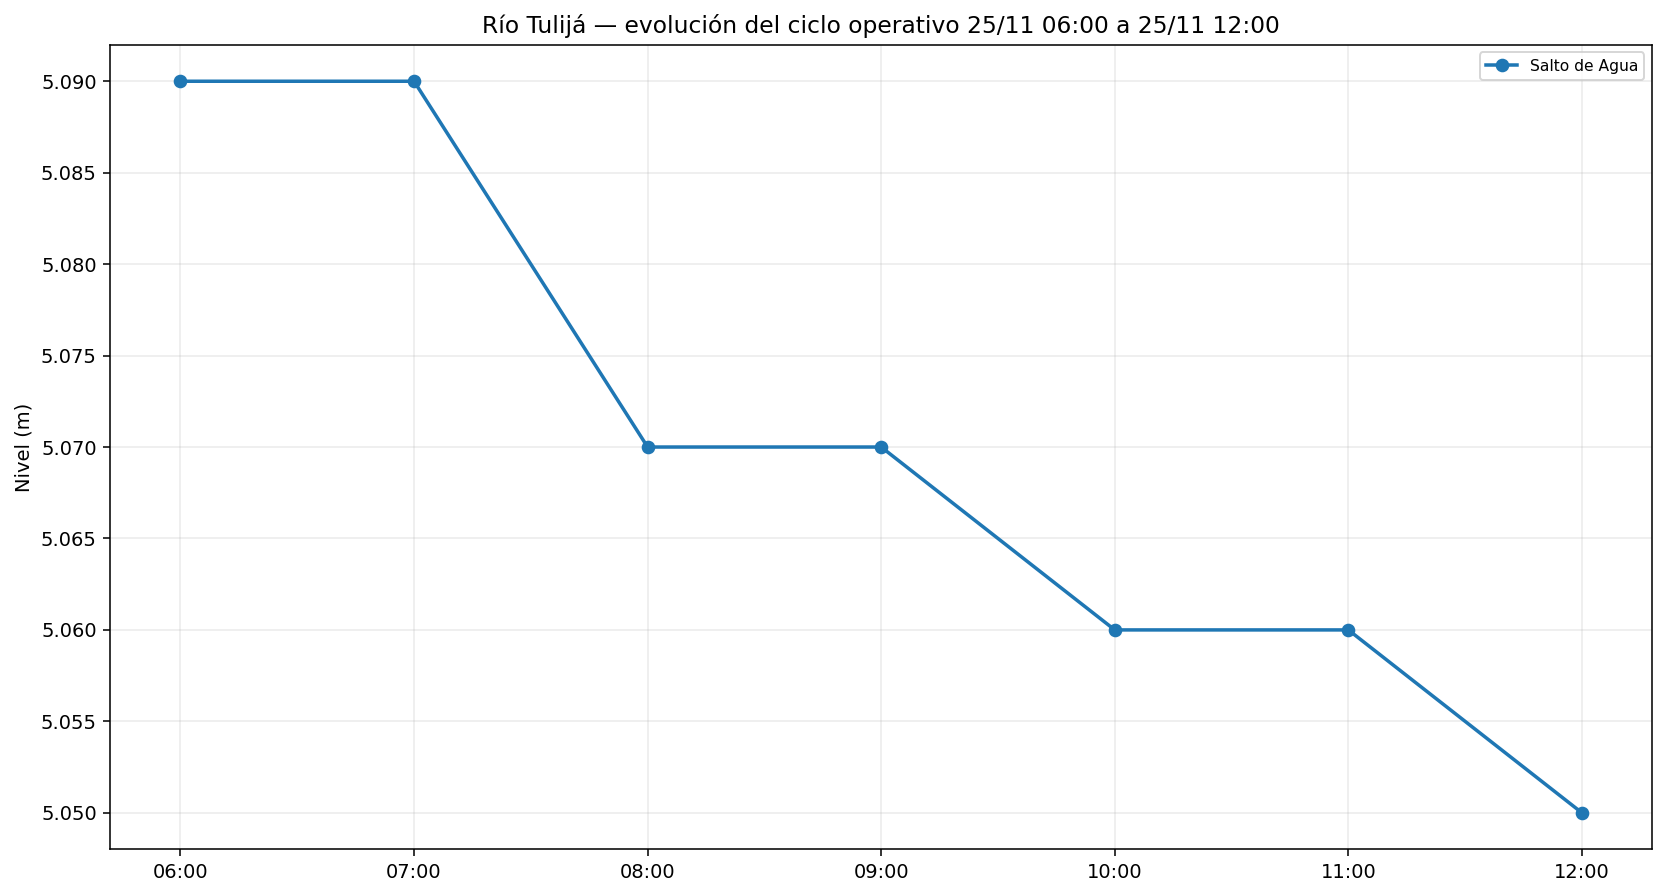 Río Tulijá — evolución del ciclo operativo 25/11 06:00 a 25/11 12:00
Salto de Agua
Nivel (m)
5.090
5.085
5.080
5.075
5.070
5.065
5.060
5.055
5.050
06:00 07:00 08:00 09:00 10:00 11:00 12:00